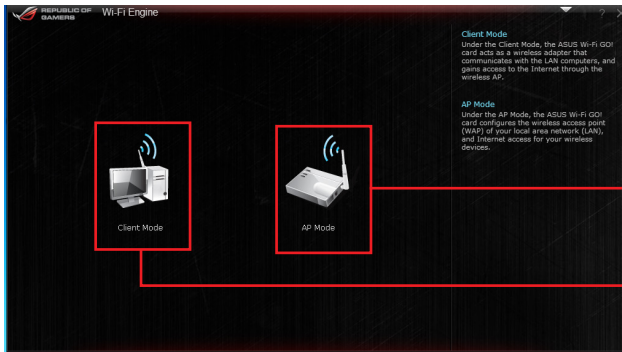 REPUBLIC OF
GAMERS
Wi-Fi Engine
?
Client Mode
Under the Client Mode, the ASUS Wi-Fi GO!
card acts as a wireless adapter that
communicates with the LAN computers, and
gains access to the Internet through the
wireless AP.
AP Mode
Under the AP Mode, the ASUS Wi-Fi GO!
card configures the wireless access point
(WAP) of your local area network (LAN),
and Internet access for your wireless
devices.
Client Mode
AP Mode